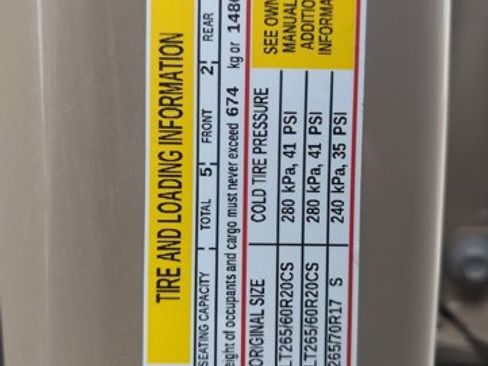 TIRE AND LOADING INFORMATION
SEATING CAPACITY TOTAL 5 FRONT 2 REAR
eight of occupants and cargo must never exceed 674 kg or 148
ORIGINAL SIZE COLD TIRE PRESSURE SEE OWN
MANUAL
ADDITIO
INFORMA
LT265/60R20CS 280 kPa, 41 PSI
LT265/60R20CS 280 kPa, 41 PSI
265/70R17 S 240 kPa, 35 PSI